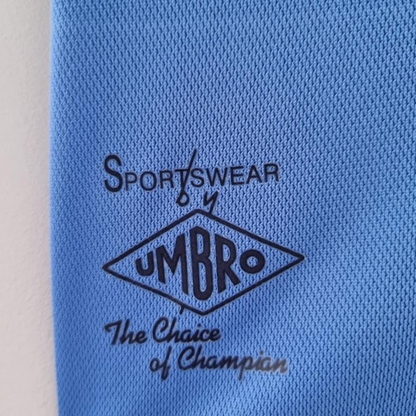 SPORTSWEAR
by
UMBRO
The Choice
of Champian